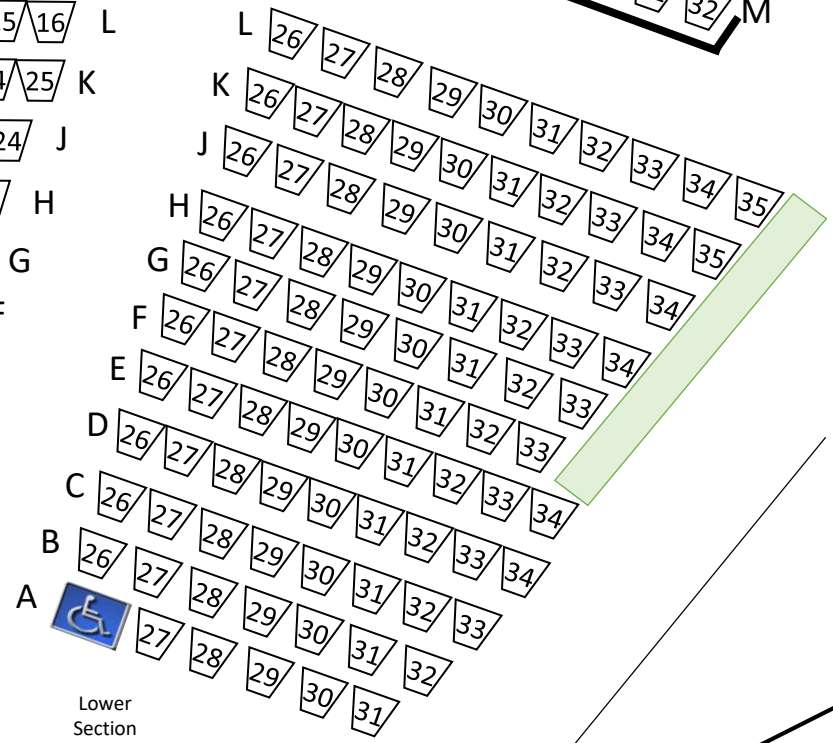 32 M
16 L
L 26 27 28 29 30 31 32 33 34 35
25 K
K 26 27 28 29 30 31 32 33 34 35
24 J
J 26 27 28 29 30 31 32 33 34
H
H 26 27 28 29 30 31 32 33 34
G
G 26 27 28 29 30 31 32 33
F 26 27 28 29 30 31 32 33
E 26 27 28 29 30 31 32 33 34
D 26 27 28 29 30 31 32 33 34
C 26 27 28 29 30 31 32 33
B 26 27 28 29 30 31 32
A 27 28 29 30 31
Lower
Section